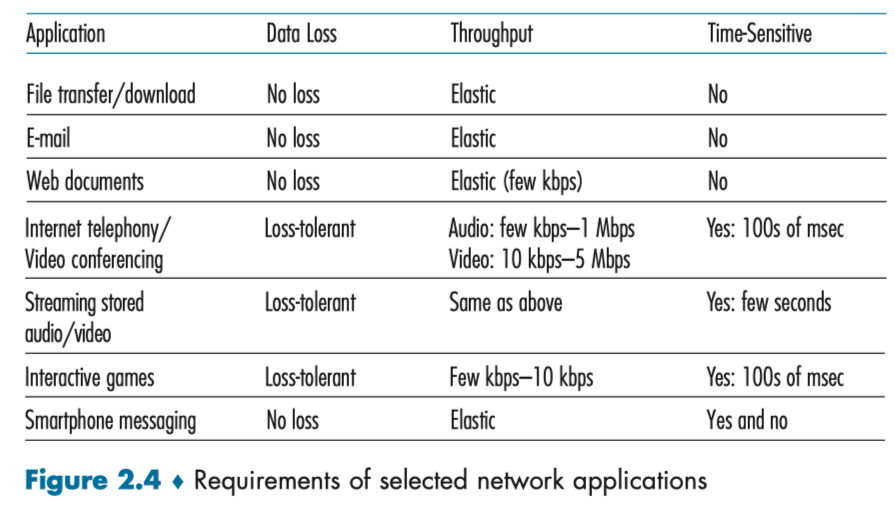 Application Data Loss Throughput Time-Sensitive
File transfer/download No loss Elastic No
E-mail No loss Elastic No
Web documents No loss Elastic (few kbps) No
Internet telephony/ Loss-tolerant Audio: few kbps–1 Mbps Yes: 100s of msec
Video conferencing Video: 10 kbps–5 Mbps
Streaming stored Loss-tolerant Same as above Yes: few seconds
audio/video
Interactive games Loss-tolerant Few kbps–10 kbps Yes: 100s of msec
Smartphone messaging No loss Elastic Yes and no
Figure 2.4 ♦ Requirements of selected network applications